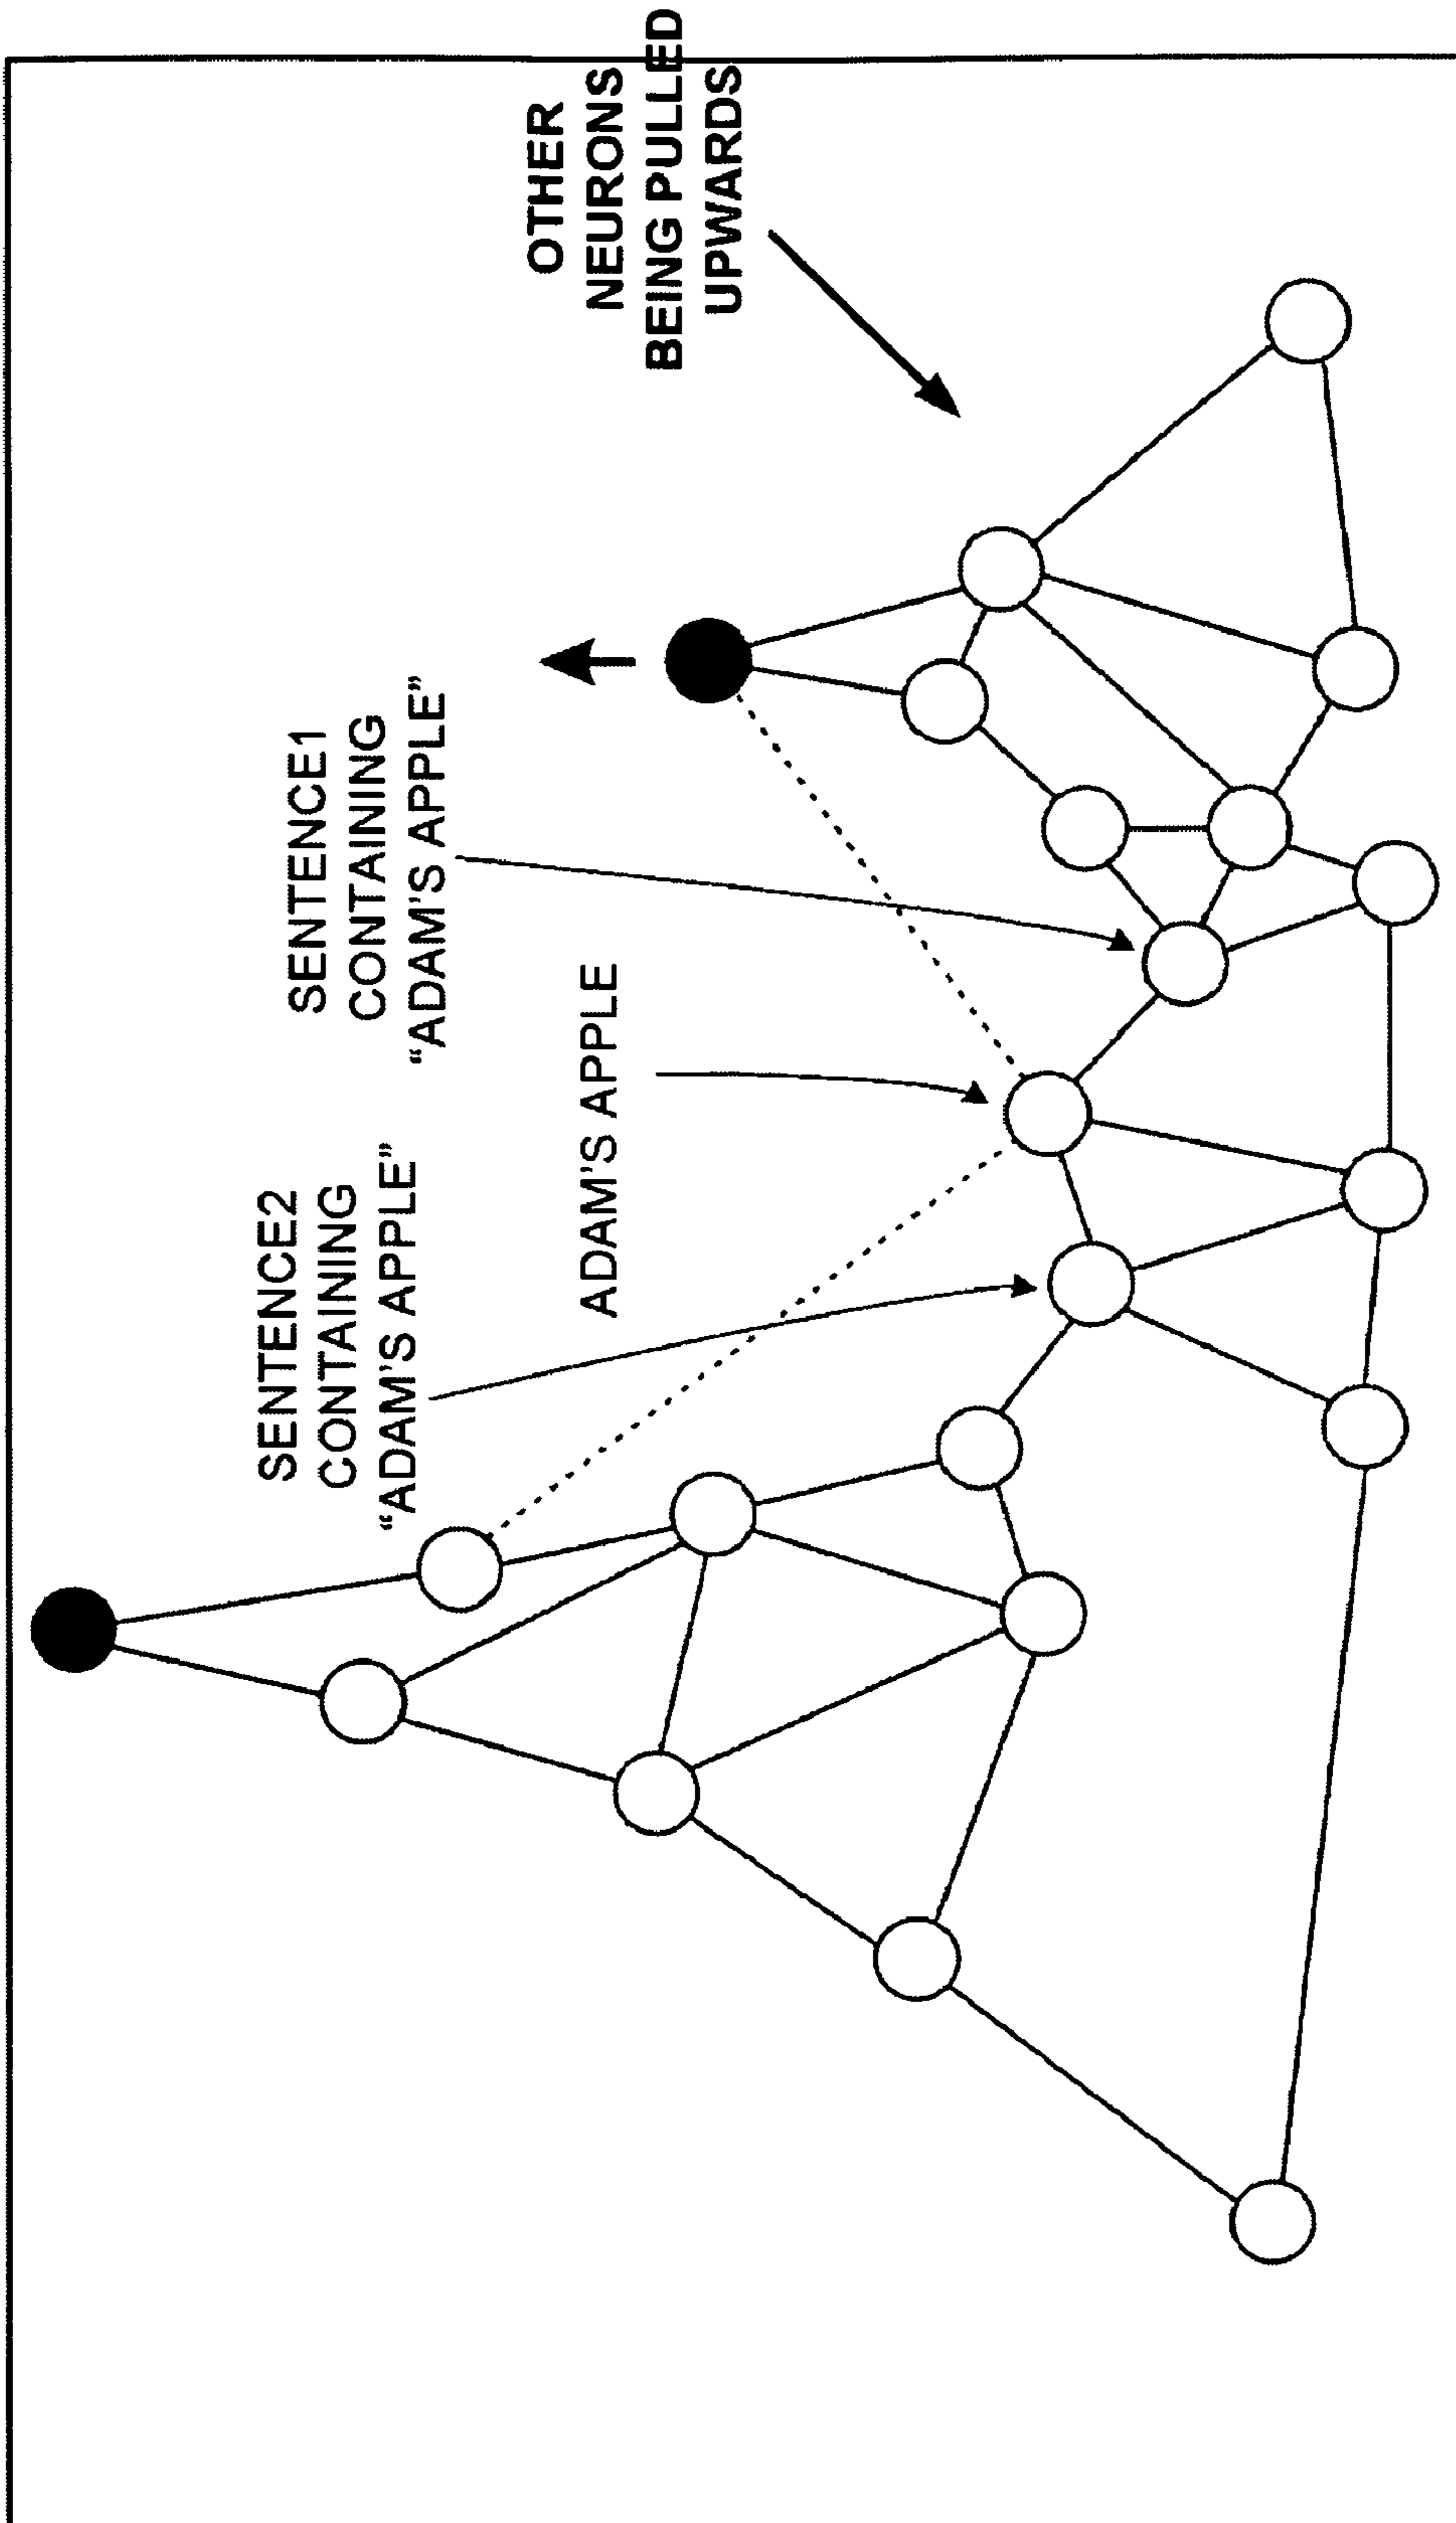 SENTENCE2
CONTAINING
“ADAM'S APPLE”
SENTENCE1
CONTAINING
“ADAM'S APPLE”
ADAM'S APPLE
OTHER
NEURONS
BEING PULLED
UPWARDS